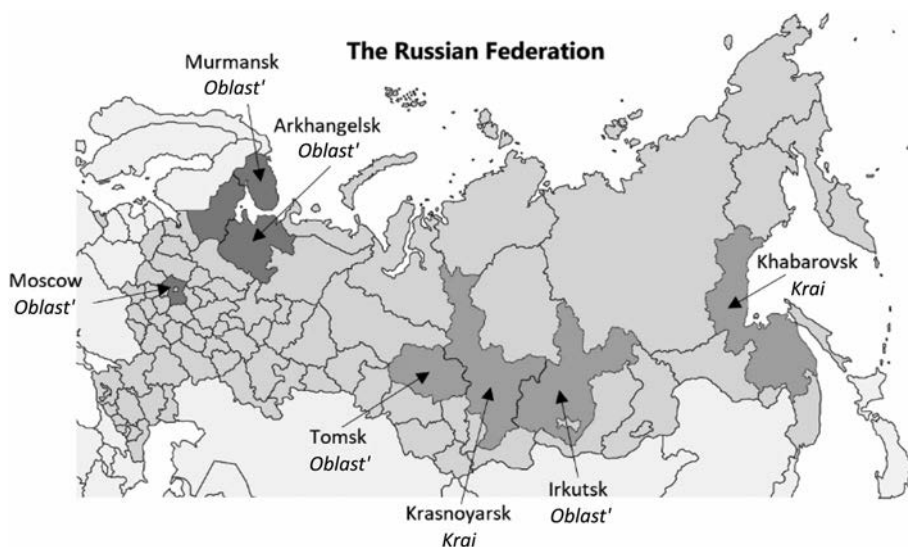 The Russian Federation
Murmansk
Oblast'
Arkhangelsk
Oblast'
Moscow
Oblast'
Khabarovsk
Krai
Tomsk
Oblast'
Krasnoyarsk
Krai
Irkutsk
Oblast'